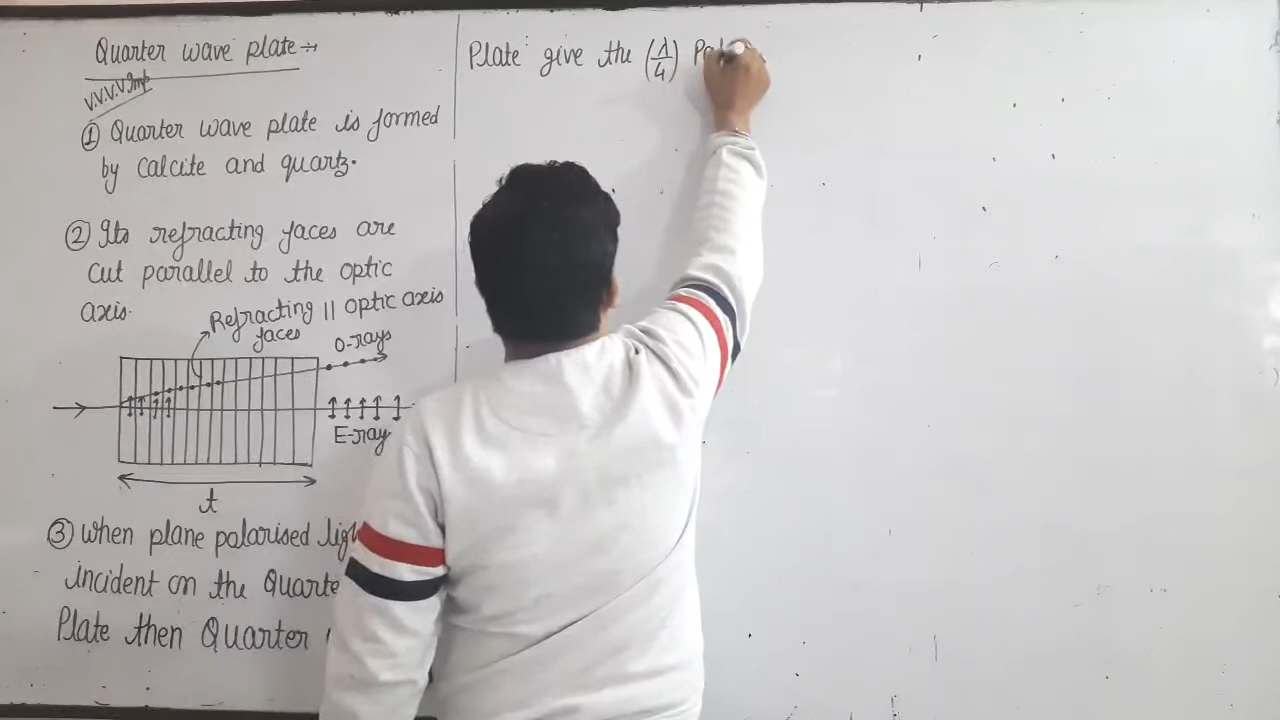 Quarter wave plate →
V.V.V.V Imp
① Quarter wave plate is formed
by calcite and quartz.
② Its refracting faces are
cut parallel to the optic
axis.
Refracting || optic axis
faces
O-rays
E-ray
t
③ When plane polarised
incident on the
Plate then Quarter
Plate give the (λ/4)